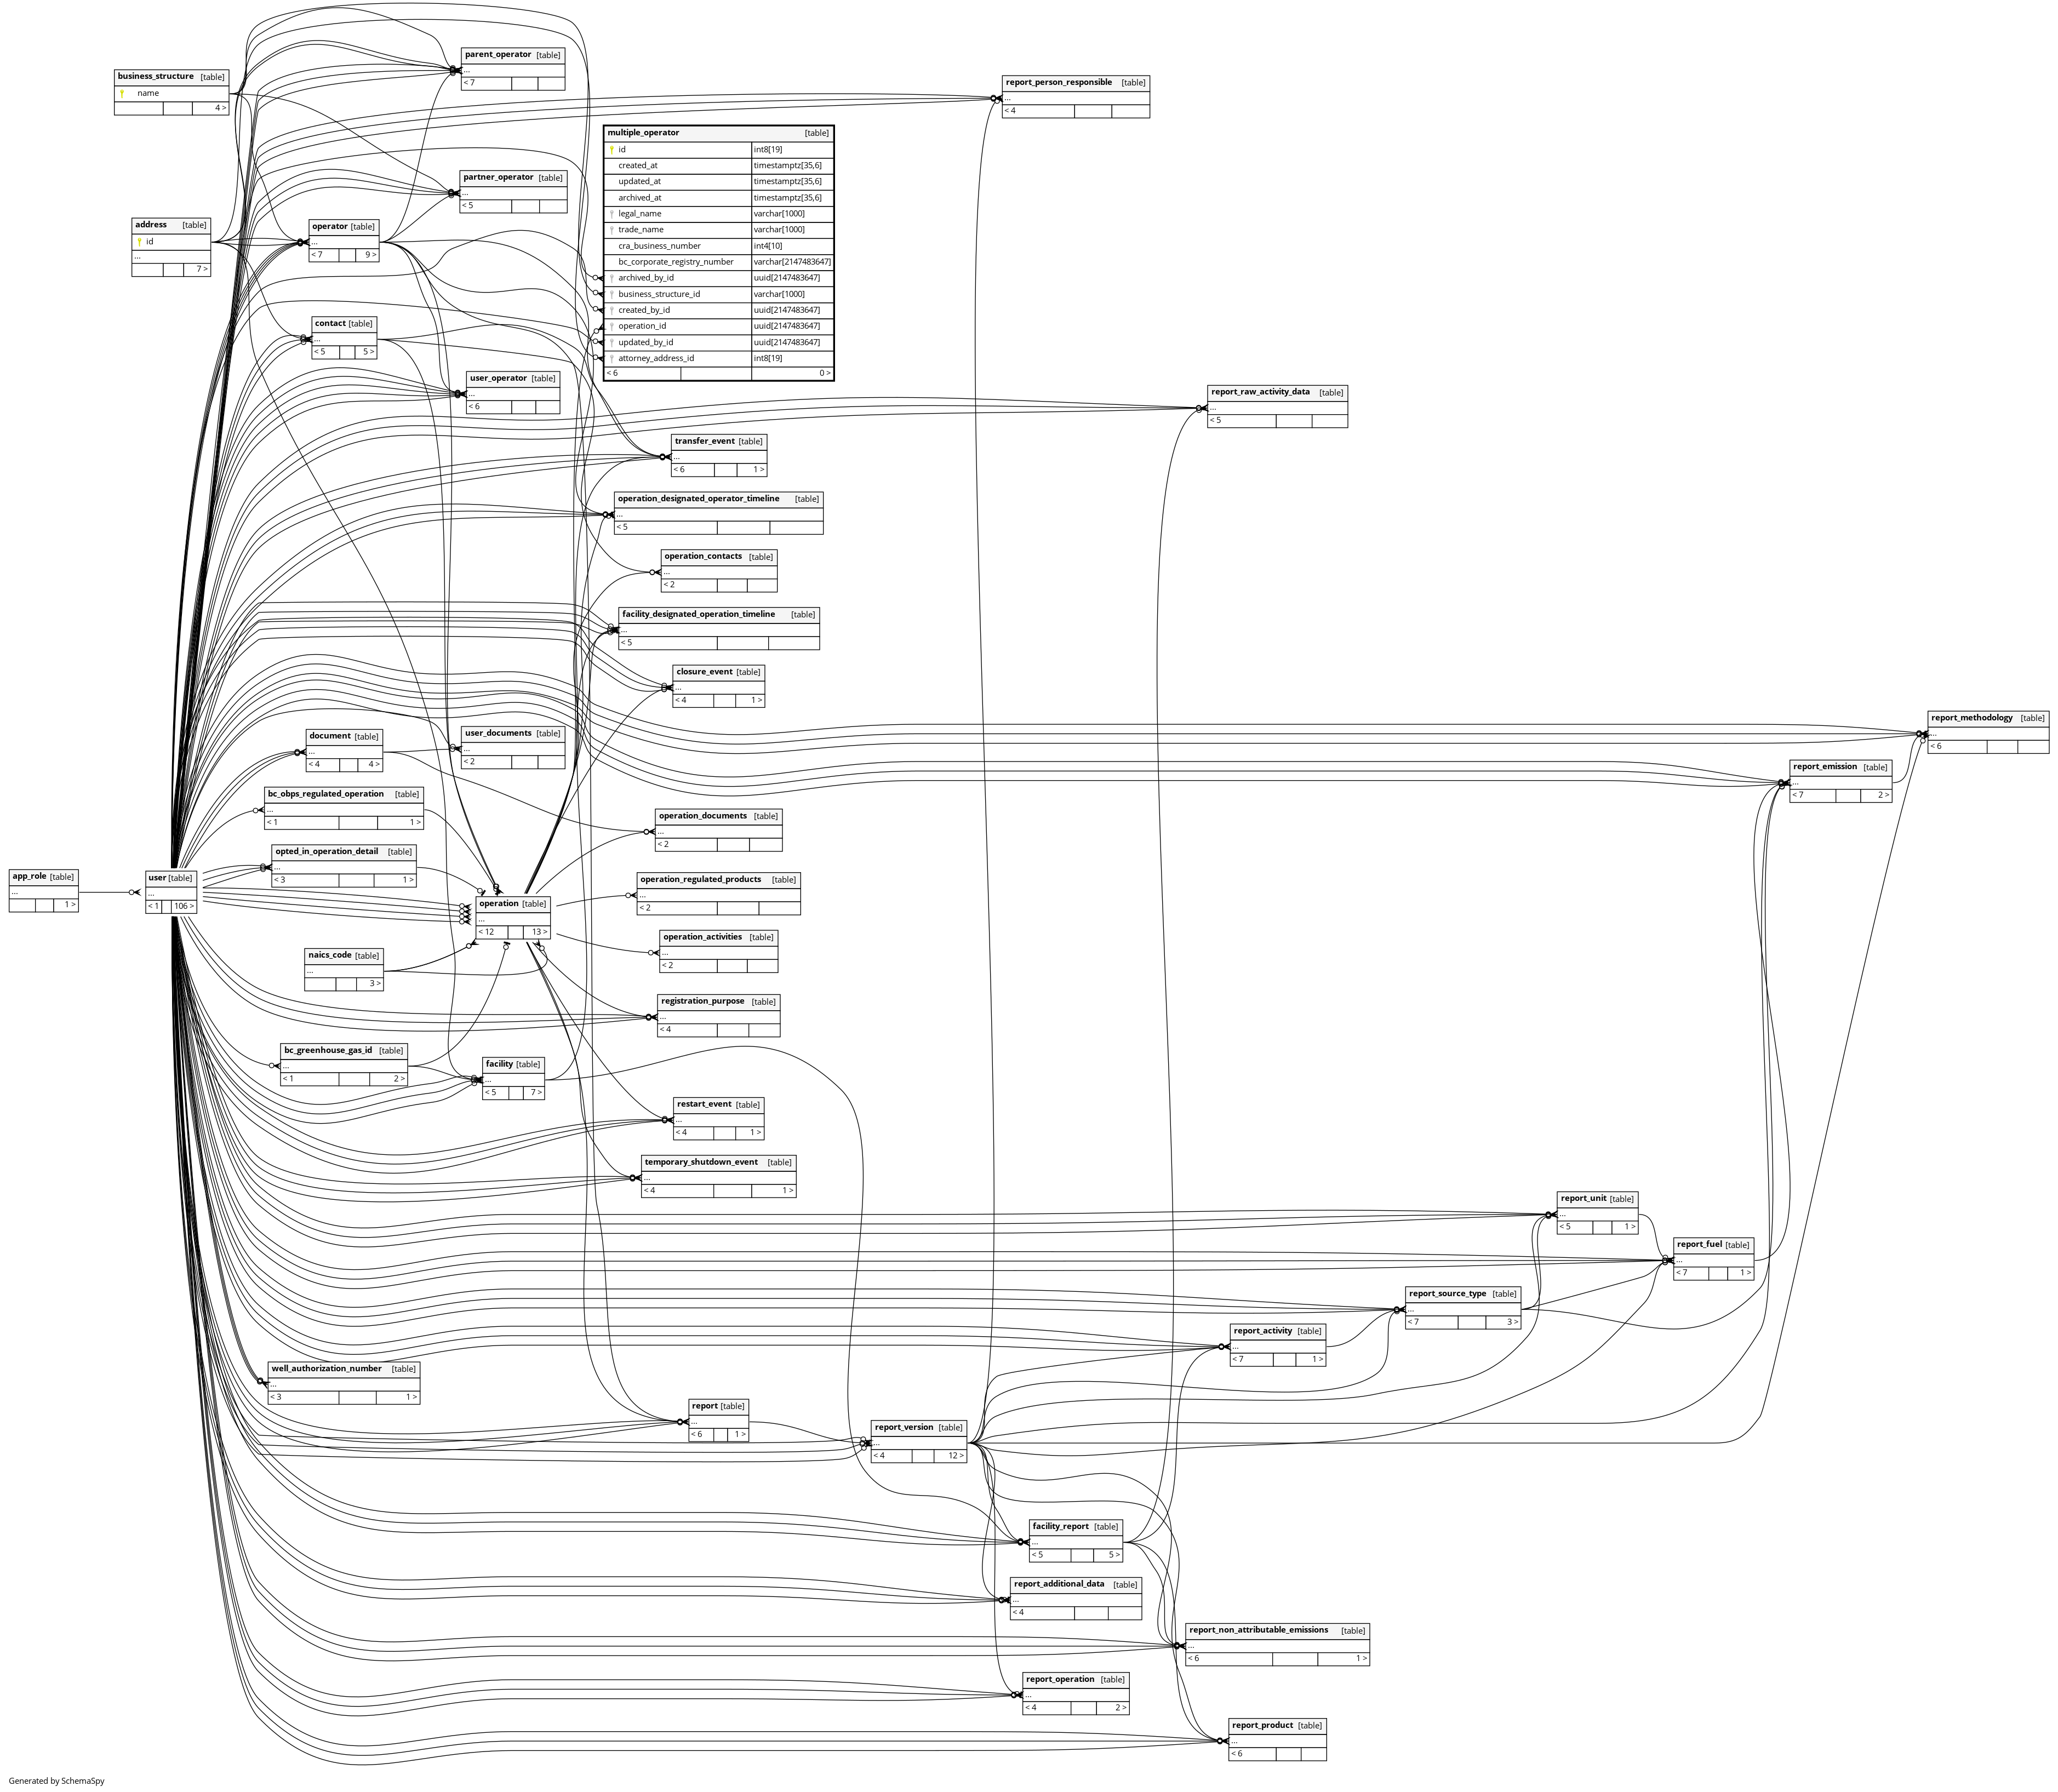 parent_operator [table]
...
< 7
business_structure [table]
name
4 >
report_person_responsible [table]
...
< 4
multiple_operator [table]
id int8[19]
created_at timestamptz[35,6]
updated_at timestamptz[35,6]
archived_at timestamptz[35,6]
legal_name varchar[1000]
trade_name varchar[1000]
cra_business_number int4[10]
bc_corporate_registry_number varchar[2147483647]
archived_by_id uuid[2147483647]
business_structure_id varchar[1000]
created_by_id uuid[2147483647]
operation_id uuid[2147483647]
updated_by_id uuid[2147483647]
attorney_address_id int8[19]
< 6 0 >
partner_operator [table]
...
< 5
address [table]
id
...
7 >
operator [table]
...
< 7 9 >
contact [table]
...
< 5 5 >
user_operator [table]
...
< 6
report_raw_activity_data [table]
...
< 5
transfer_event [table]
...
< 6 1 >
operation_designated_operator_timeline [table]
...
< 5
operation_contacts [table]
...
< 2
facility_designated_operation_timeline [table]
...
< 5
closure_event [table]
...
< 4 1 >
report_methodology [table]
...
< 6
document [table]
...
< 4 4 >
user_documents [table]
...
< 2
report_emission [table]
...
< 7 2 >
bc_obps_regulated_operation [table]
...
< 1 1 >
operation_documents [table]
...
< 2
opted_in_operation_detail [table]
...
< 3 1 >
app_role [table]
...
1 >
user [table]
...
< 1 106 >
operation_regulated_products [table]
...
< 2
operation [table]
...
< 12 13 >
operation_activities [table]
...
< 2
naics_code [table]
...
3 >
registration_purpose [table]
...
< 4
bc_greenhouse_gas_id [table]
...
< 1 2 >
facility [table]
...
< 5 7 >
restart_event [table]
...
< 4 1 >
temporary_shutdown_event [table]
...
< 4 1 >
report_unit [table]
...
< 5 1 >
report_fuel [table]
...
< 7 1 >
report_source_type [table]
...
< 7 3 >
report_activity [table]
...
< 7 1 >
well_authorization_number [table]
...
< 3 1 >
report [table]
...
< 6 1 >
report_version [table]
...
< 4 12 >
facility_report [table]
...
< 5 5 >
report_additional_data [table]
...
< 4
report_non_attributable_emissions [table]
...
< 6 1 >
report_operation [table]
...
< 4 2 >
report_product [table]
...
< 6
Generated by SchemaSpy